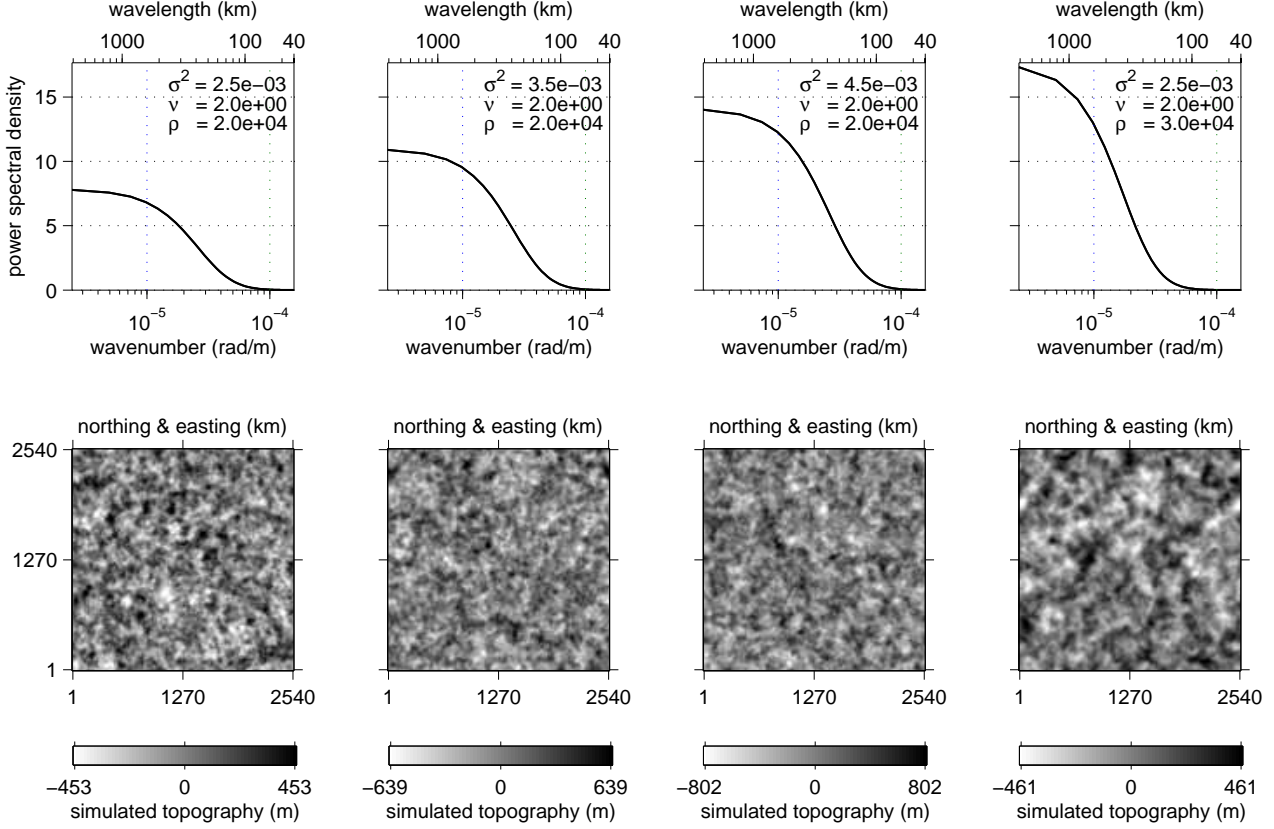 wavelength (km) wavelength (km) wavelength (km) wavelength (km)
1000 100 40 1000 100 40 1000 100 40 1000 100 40
σ² = 2.5e−03 σ² = 3.5e−03 σ² = 4.5e−03 σ² = 2.5e−03
ν = 2.0e+00 ν = 2.0e+00 ν = 2.0e+00 ν = 2.0e+00
ρ = 2.0e+04 ρ = 2.0e+04 ρ = 2.0e+04 ρ = 3.0e+04
power spectral density
15
10
5
0
10⁻⁵ 10⁻⁴ 10⁻⁵ 10⁻⁴ 10⁻⁵ 10⁻⁴ 10⁻⁵ 10⁻⁴
wavenumber (rad/m) wavenumber (rad/m) wavenumber (rad/m) wavenumber (rad/m)
northing & easting (km) northing & easting (km) northing & easting (km) northing & easting (km)
2540
1270
1
1 1270 2540 1 1270 2540 1 1270 2540 1 1270 2540
−453 0 453 −639 0 639 −802 0 802 −461 0 461
simulated topography (m) simulated topography (m) simulated topography (m) simulated topography (m)